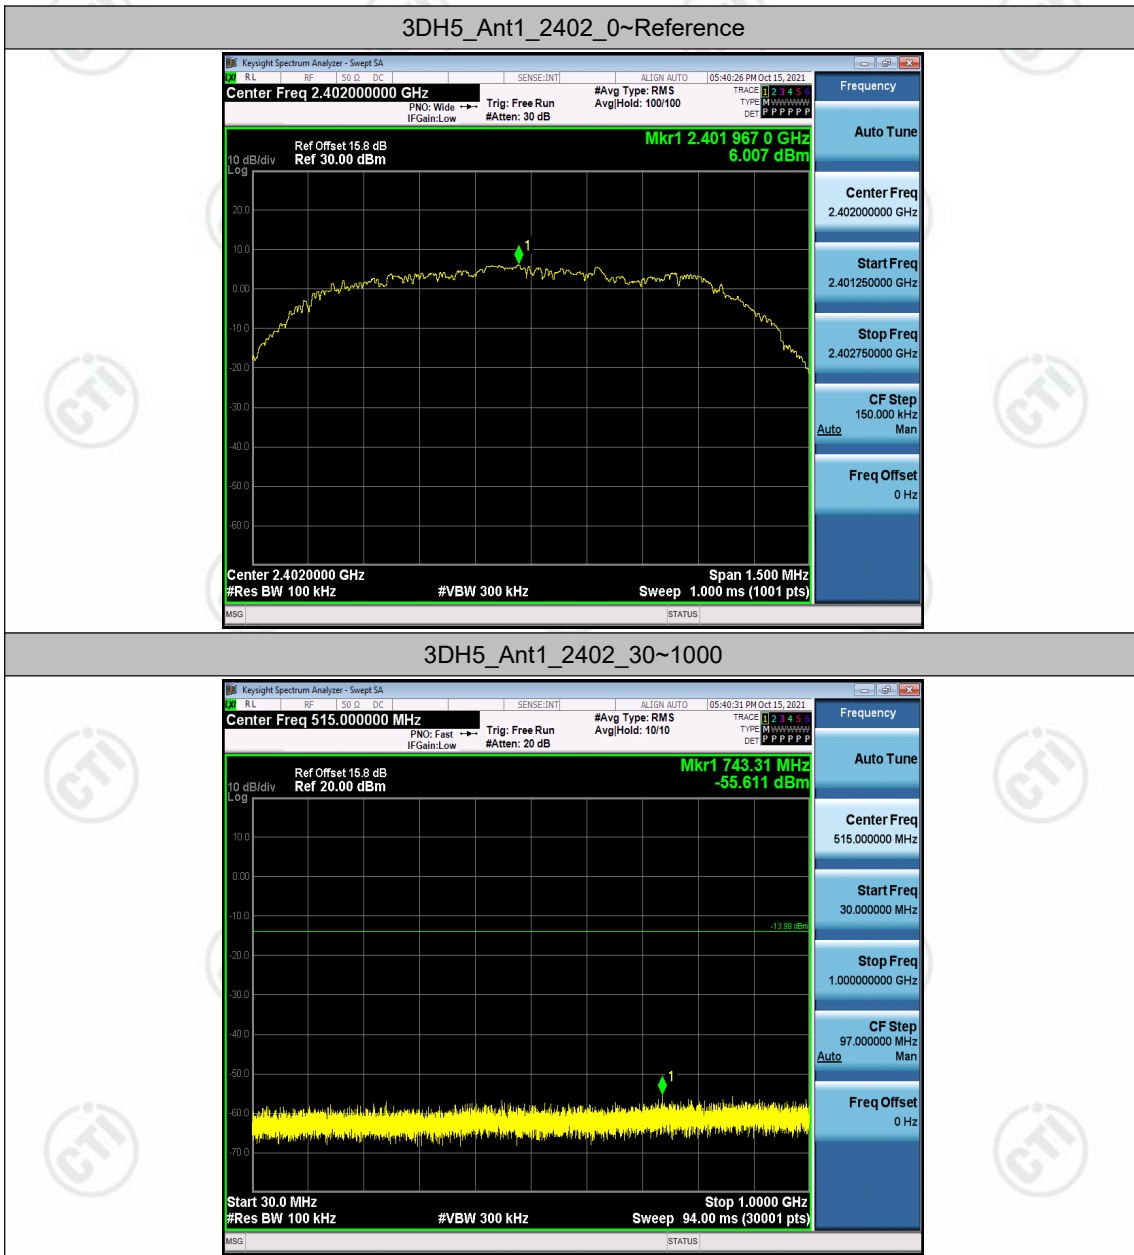 3DH5_Ant1_2402_0~Reference
Keysight Spectrum Analyzer - Swept SA
LXI RL RF 50 Ω DC SENSE:INT ALIGN AUTO 05:40:26 PM Oct 15, 2021
Center Freq 2.402000000 GHz
PNO: Wide
IFGain:Low
Trig: Free Run
#Atten: 30 dB
#Avg Type: RMS
Avg|Hold: 100/100
TRACE 1 2 3 4 5 6
TYPE M WWWWW
DET P P P P P P
Mkr1 2.401 967 0 GHz
6.007 dBm
Ref Offset 15.8 dB
10 dB/div Ref 30.00 dBm
Log
20.0
1
10.0
0.00
-10.0
-20.0
-30.0
-40.0
-50.0
-60.0
Center 2.4020000 GHz Span 1.500 MHz
#Res BW 100 kHz #VBW 300 kHz Sweep 1.000 ms (1001 pts)
MSG STATUS
Frequency
Auto Tune
Center Freq
2.402000000 GHz
Start Freq
2.401250000 GHz
Stop Freq
2.402750000 GHz
CF Step
150.000 kHz
Auto Man
Freq Offset
0 Hz
3DH5_Ant1_2402_30~1000
Keysight Spectrum Analyzer - Swept SA
LXI RL RF 50 Ω DC SENSE:INT ALIGN AUTO 05:40:31 PM Oct 15, 2021
Center Freq 515.000000 MHz
PNO: Fast
IFGain:Low
Trig: Free Run
#Atten: 20 dB
#Avg Type: RMS
Avg|Hold: 10/10
TRACE 1 2 3 4 5 6
TYPE M WWWWW
DET P P P P P P
Mkr1 743.31 MHz
-55.611 dBm
Ref Offset 15.8 dB
10 dB/div Ref 20.00 dBm
Log
10.0
0.00
-10.0
-13.99 dBm
-20.0
-30.0
-40.0
-50.0
1
-60.0
-70.0
Start 30.0 MHz Stop 1.0000 GHz
#Res BW 100 kHz #VBW 300 kHz Sweep 94.00 ms (30001 pts)
MSG STATUS
Frequency
Auto Tune
Center Freq
515.000000 MHz
Start Freq
30.000000 MHz
Stop Freq
1.000000000 GHz
CF Step
97.000000 MHz
Auto Man
Freq Offset
0 Hz
CTI
CTI
CTI
CTI
CTI
CTI